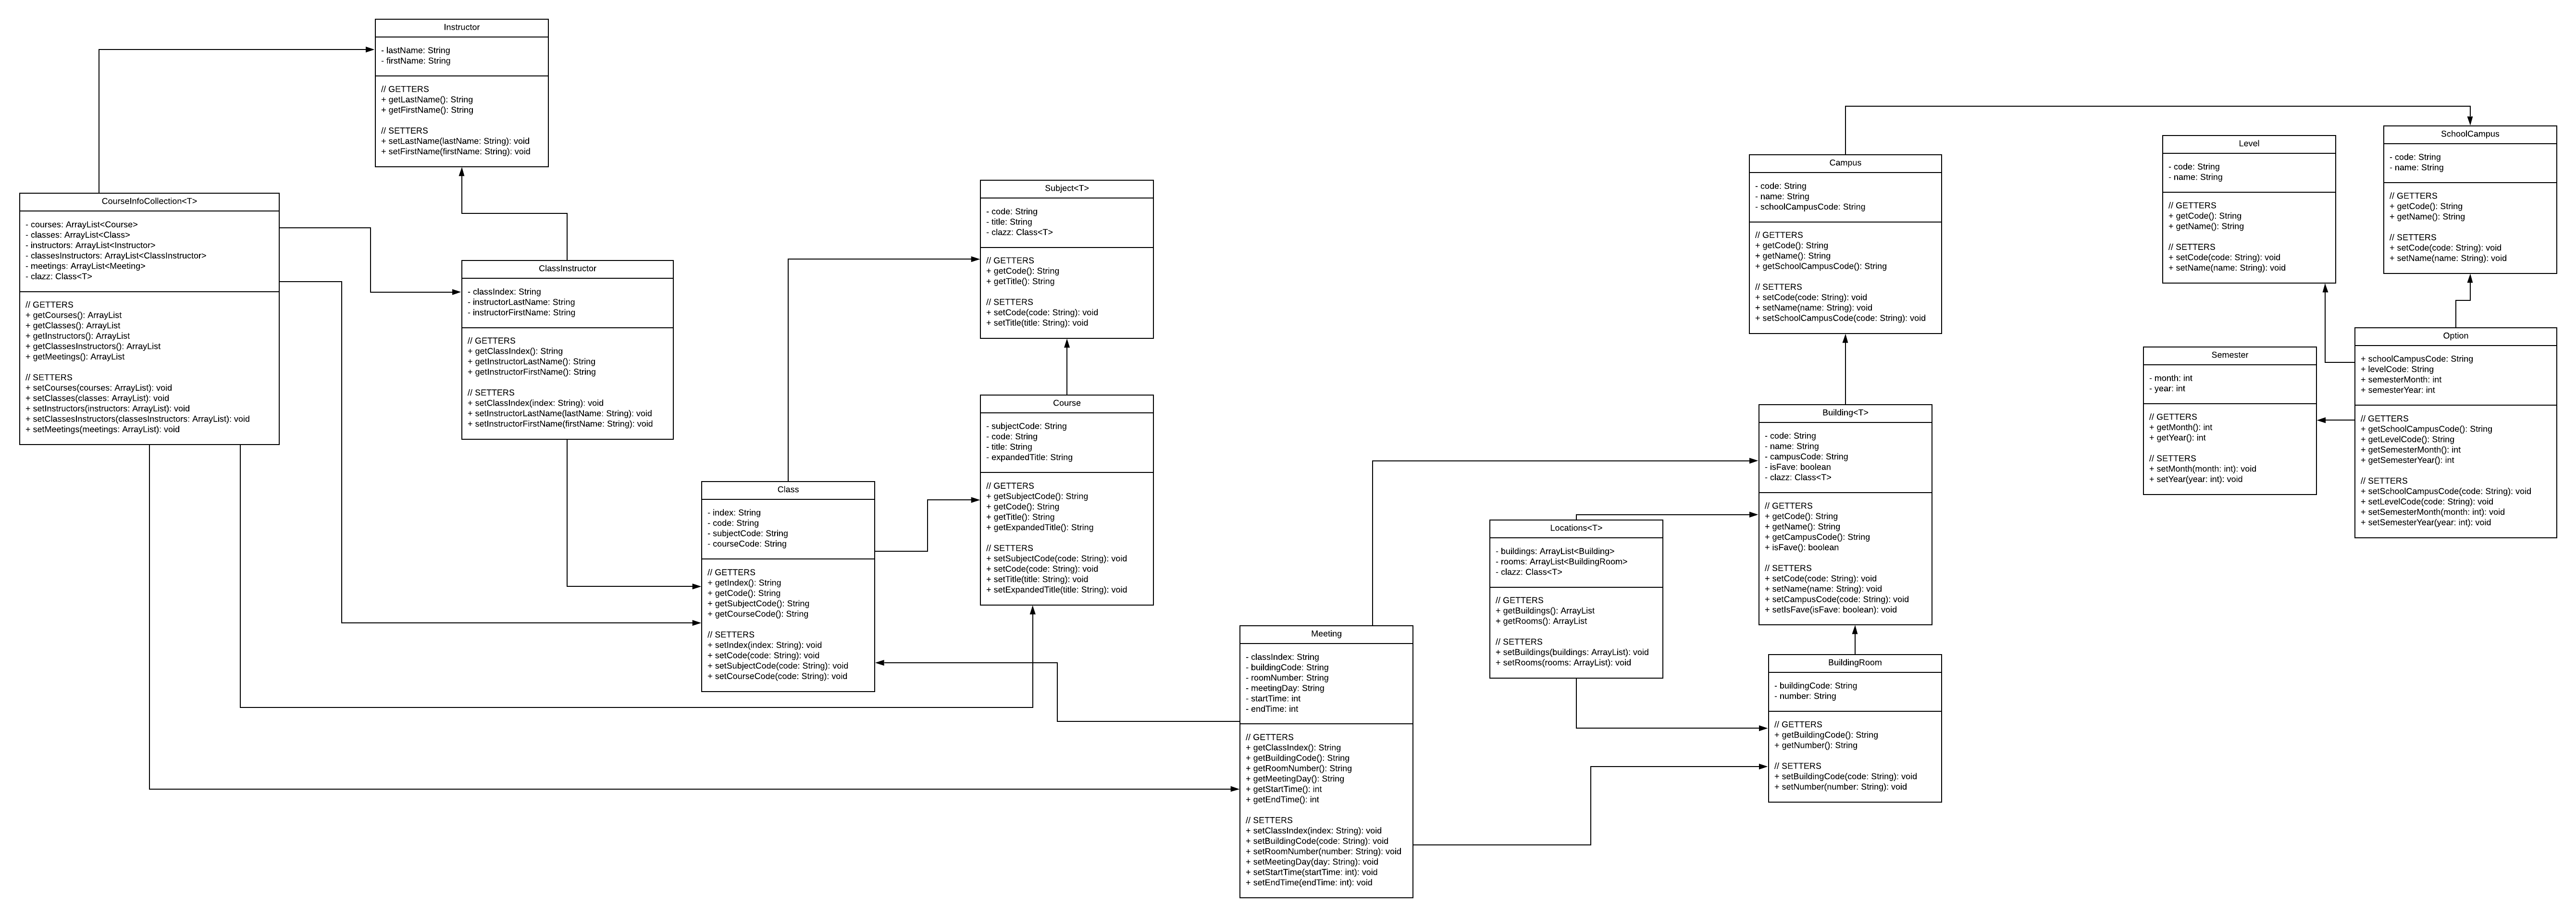 Instructor
- lastName: String
- firstName: String
// GETTERS
+ getLastName(): String
+ getFirstName(): String
// SETTERS
+ setLastName(lastName: String): void
+ setFirstName(firstName: String): void
CourseInfoCollection<T>
- courses: ArrayList<Course>
- classes: ArrayList<Class>
- instructors: ArrayList<Instructor>
- classesInstructors: ArrayList<ClassInstructor>
- meetings: ArrayList<Meeting>
- clazz: Class<T>
// GETTERS
+ getCourses(): ArrayList
+ getClasses(): ArrayList
+ getInstructors(): ArrayList
+ getClassesInstructors(): ArrayList
+ getMeetings(): ArrayList
// SETTERS
+ setCourses(courses: ArrayList): void
+ setClasses(classes: ArrayList): void
+ setInstructors(instructors: ArrayList): void
+ setClassesInstructors(classesInstructors: ArrayList): void
+ setMeetings(meetings: ArrayList): void
ClassInstructor
- classIndex: String
- instructorLastName: String
- instructorFirstName: String
// GETTERS
+ getClassIndex(): String
+ getInstructorLastName(): String
+ getInstructorFirstName(): String
// SETTERS
+ setClassIndex(index: String): void
+ setInstructorLastName(lastName: String): void
+ setInstructorFirstName(firstName: String): void
Class
- index: String
- code: String
- subjectCode: String
- courseCode: String
// GETTERS
+ getIndex(): String
+ getCode(): String
+ getSubjectCode(): String
+ getCourseCode(): String
// SETTERS
+ setIndex(index: String): void
+ setCode(code: String): void
+ setSubjectCode(code: String): void
+ setCourseCode(code: String): void
Subject<T>
- code: String
- title: String
- clazz: Class<T>
// GETTERS
+ getCode(): String
+ getTitle(): String
// SETTERS
+ setCode(code: String): void
+ setTitle(title: String): void
Course
- subjectCode: String
- code: String
- title: String
- expandedTitle: String
// GETTERS
+ getSubjectCode(): String
+ getCode(): String
+ getTitle(): String
+ getExpandedTitle(): String
// SETTERS
+ setSubjectCode(code: String): void
+ setCode(code: String): void
+ setTitle(title: String): void
+ setExpandedTitle(title: String): void
Meeting
- classIndex: String
- buildingCode: String
- roomNumber: String
- meetingDay: String
- startTime: int
- endTime: int
// GETTERS
+ getClassIndex(): String
+ getBuildingCode(): String
+ getRoomNumber(): String
+ getMeetingDay(): String
+ getStartTime(): int
+ getEndTime(): int
// SETTERS
+ setClassIndex(index: String): void
+ setBuildingCode(code: String): void
+ setRoomNumber(number: String): void
+ setMeetingDay(day: String): void
+ setStartTime(startTime: int): void
+ setEndTime(endTime: int): void
Locations<T>
- buildings: ArrayList<Building>
- rooms: ArrayList<BuildingRoom>
- clazz: Class<T>
// GETTERS
+ getBuildings(): ArrayList
+ getRooms(): ArrayList
// SETTERS
+ setBuildings(buildings: ArrayList): void
+ setRooms(rooms: ArrayList): void
Campus
- code: String
- name: String
- schoolCampusCode: String
// GETTERS
+ getCode(): String
+ getName(): String
+ getSchoolCampusCode(): String
// SETTERS
+ setCode(code: String): void
+ setName(name: String): void
+ setSchoolCampusCode(code: String): void
Building<T>
- code: String
- name: String
- campusCode: String
- isFave: boolean
- clazz: Class<T>
// GETTERS
+ getCode(): String
+ getName(): String
+ getCampusCode(): String
+ isFave(): boolean
// SETTERS
+ setCode(code: String): void
+ setName(name: String): void
+ setCampusCode(code: String): void
+ setIsFave(isFave: boolean): void
BuildingRoom
- buildingCode: String
- number: String
// GETTERS
+ getBuildingCode(): String
+ getNumber(): String
// SETTERS
+ setBuildingCode(code: String): void
+ setNumber(number: String): void
Level
- code: String
- name: String
// GETTERS
+ getCode(): String
+ getName(): String
// SETTERS
+ setCode(code: String): void
+ setName(name: String): void
SchoolCampus
- code: String
- name: String
// GETTERS
+ getCode(): String
+ getName(): String
// SETTERS
+ setCode(code: String): void
+ setName(name: String): void
Semester
- month: int
- year: int
// GETTERS
+ getMonth(): int
+ getYear(): int
// SETTERS
+ setMonth(month: int): void
+ setYear(year: int): void
Option
+ schoolCampusCode: String
+ levelCode: String
+ semesterMonth: int
+ semesterYear: int
// GETTERS
+ getSchoolCampusCode(): String
+ getLevelCode(): String
+ getSemesterMonth(): int
+ getSemesterYear(): int
// SETTERS
+ setSchoolCampusCode(code: String): void
+ setLevelCode(code: String): void
+ setSemesterMonth(month: int): void
+ setSemesterYear(year: int): void